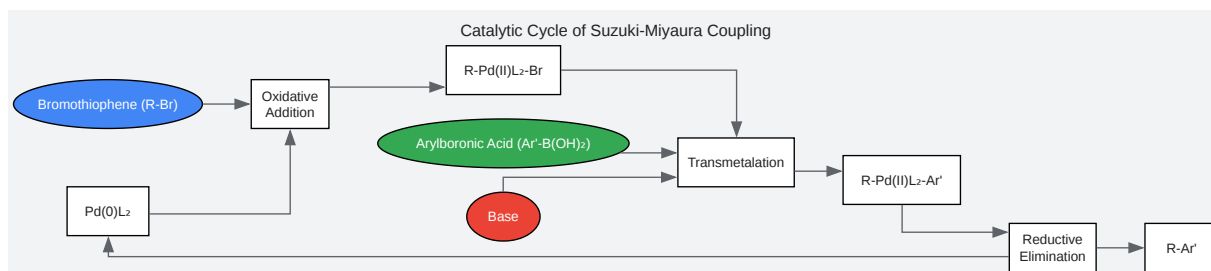 Catalytic Cycle of Suzuki-Miyaura Coupling
R-Pd(II)L₂-Br
Bromothiophene (R-Br)
Oxidative
Addition
Arylboronic Acid (Ar'-B(OH)₂)
Transmetalation
R-Pd(II)L₂-Ar'
Pd(0)L₂
Base
Reductive
Elimination
R-Ar'